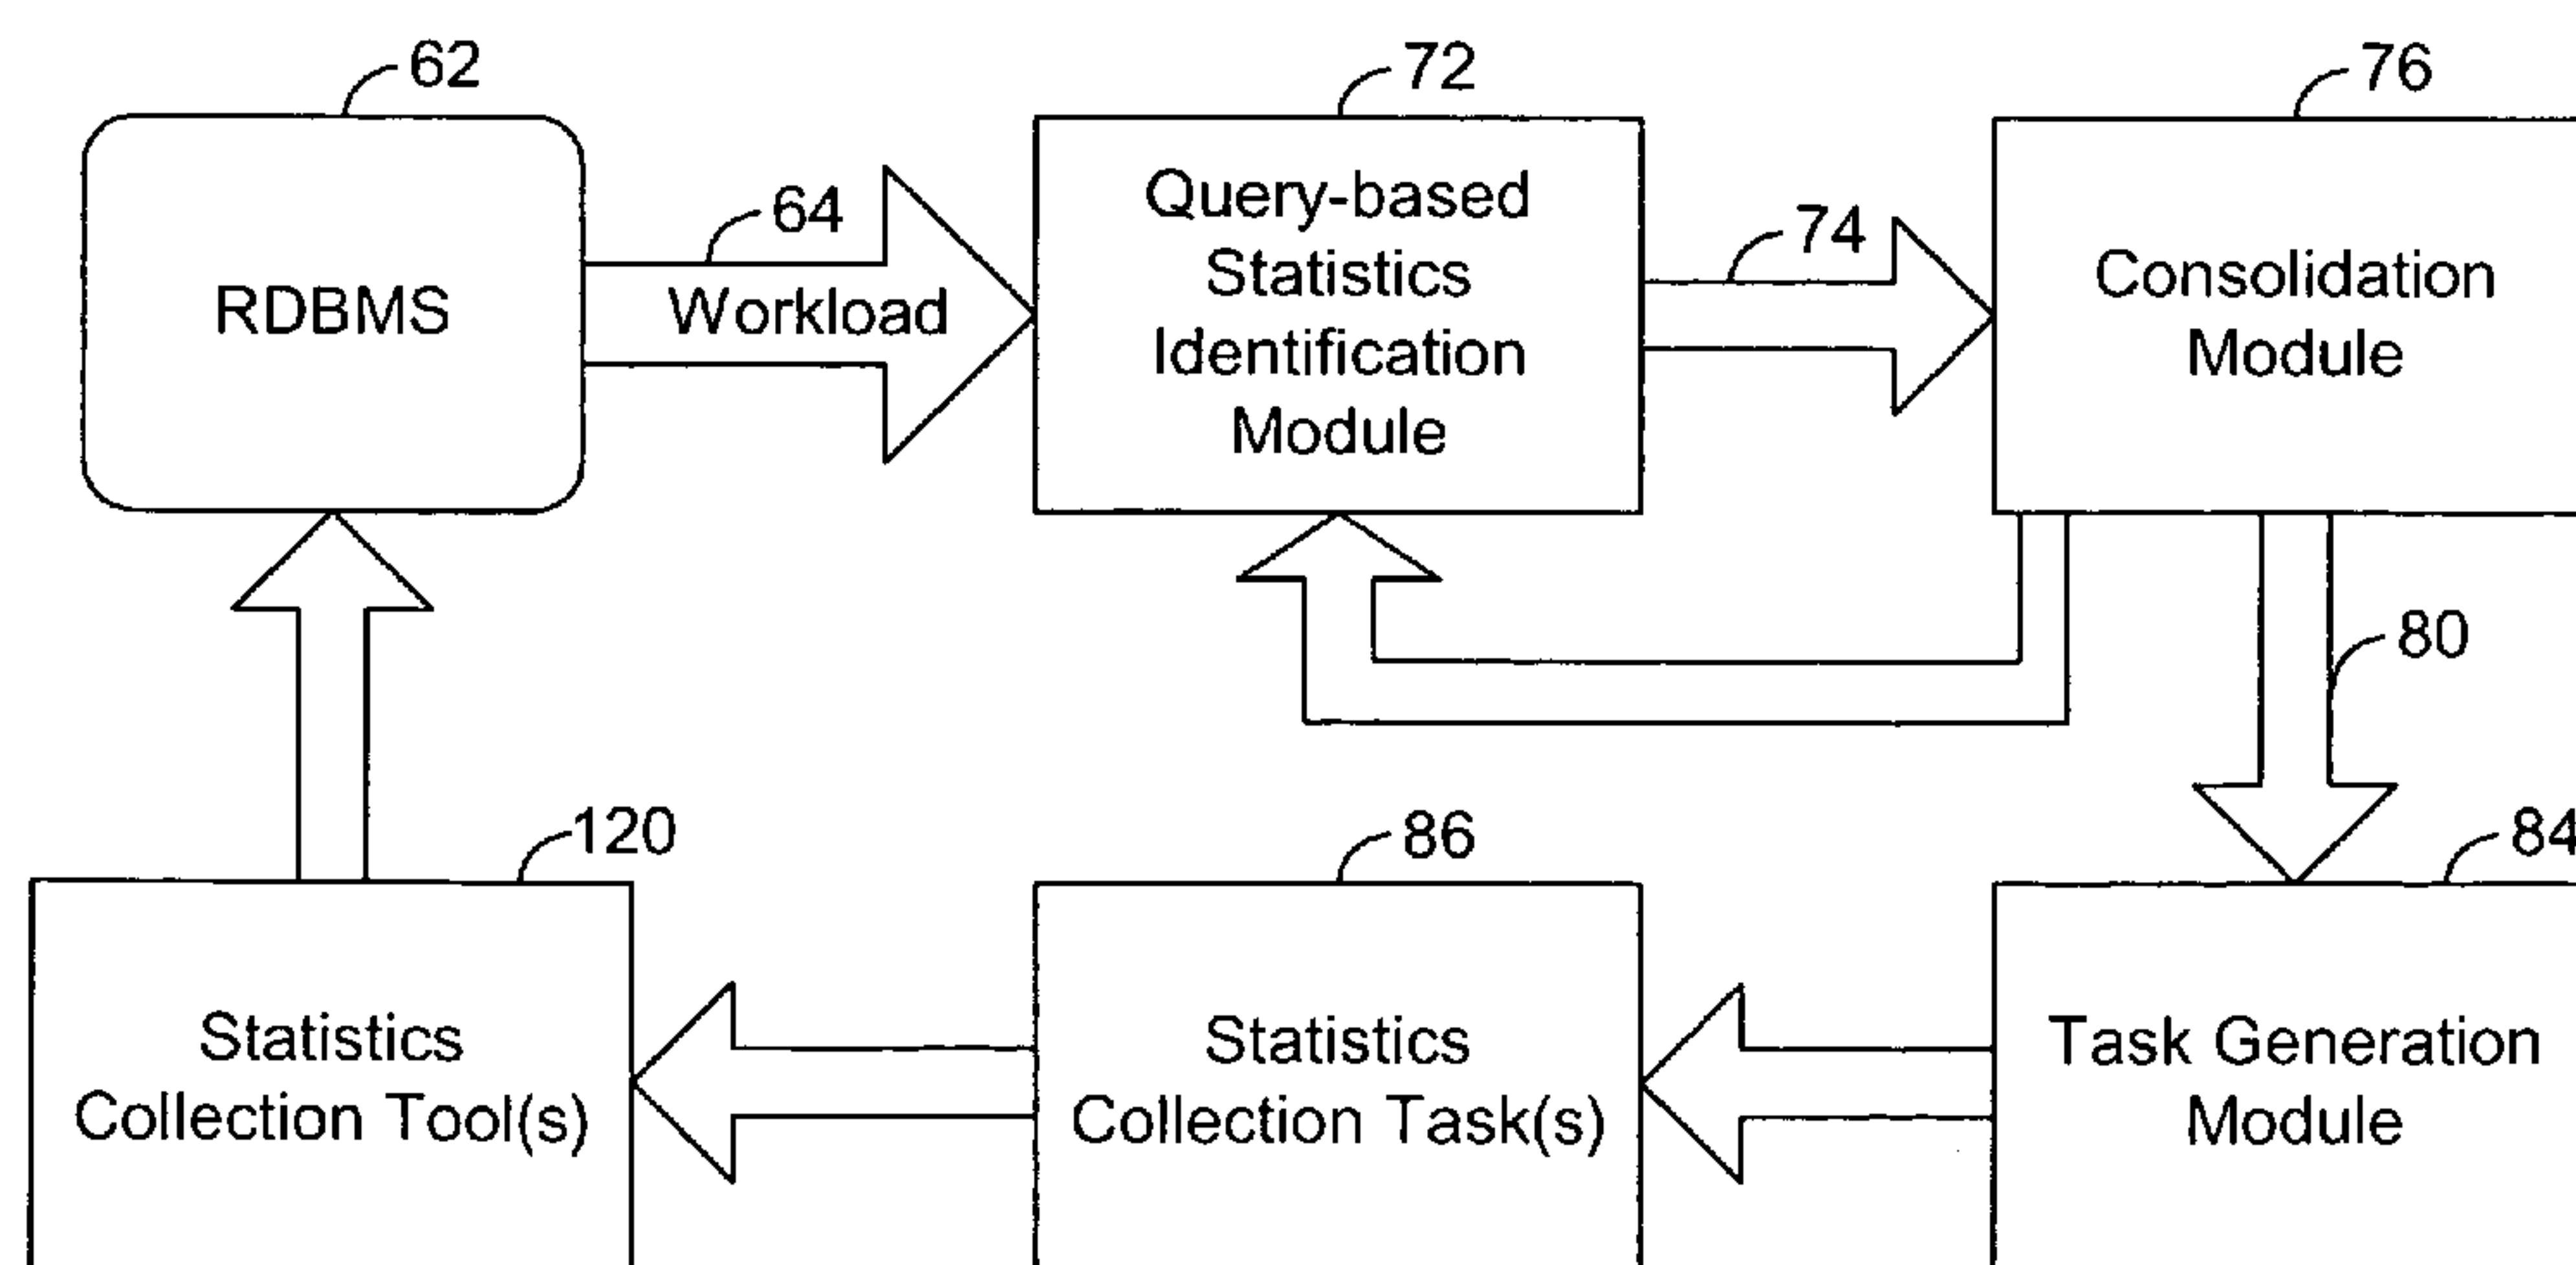 62
72
76
64
74
RDBMS
Workload
Query-based
Statistics
Identification
Module
Consolidation
Module
80
120
86
84
Statistics
Collection Tool(s)
Statistics
Collection Task(s)
Task Generation
Module